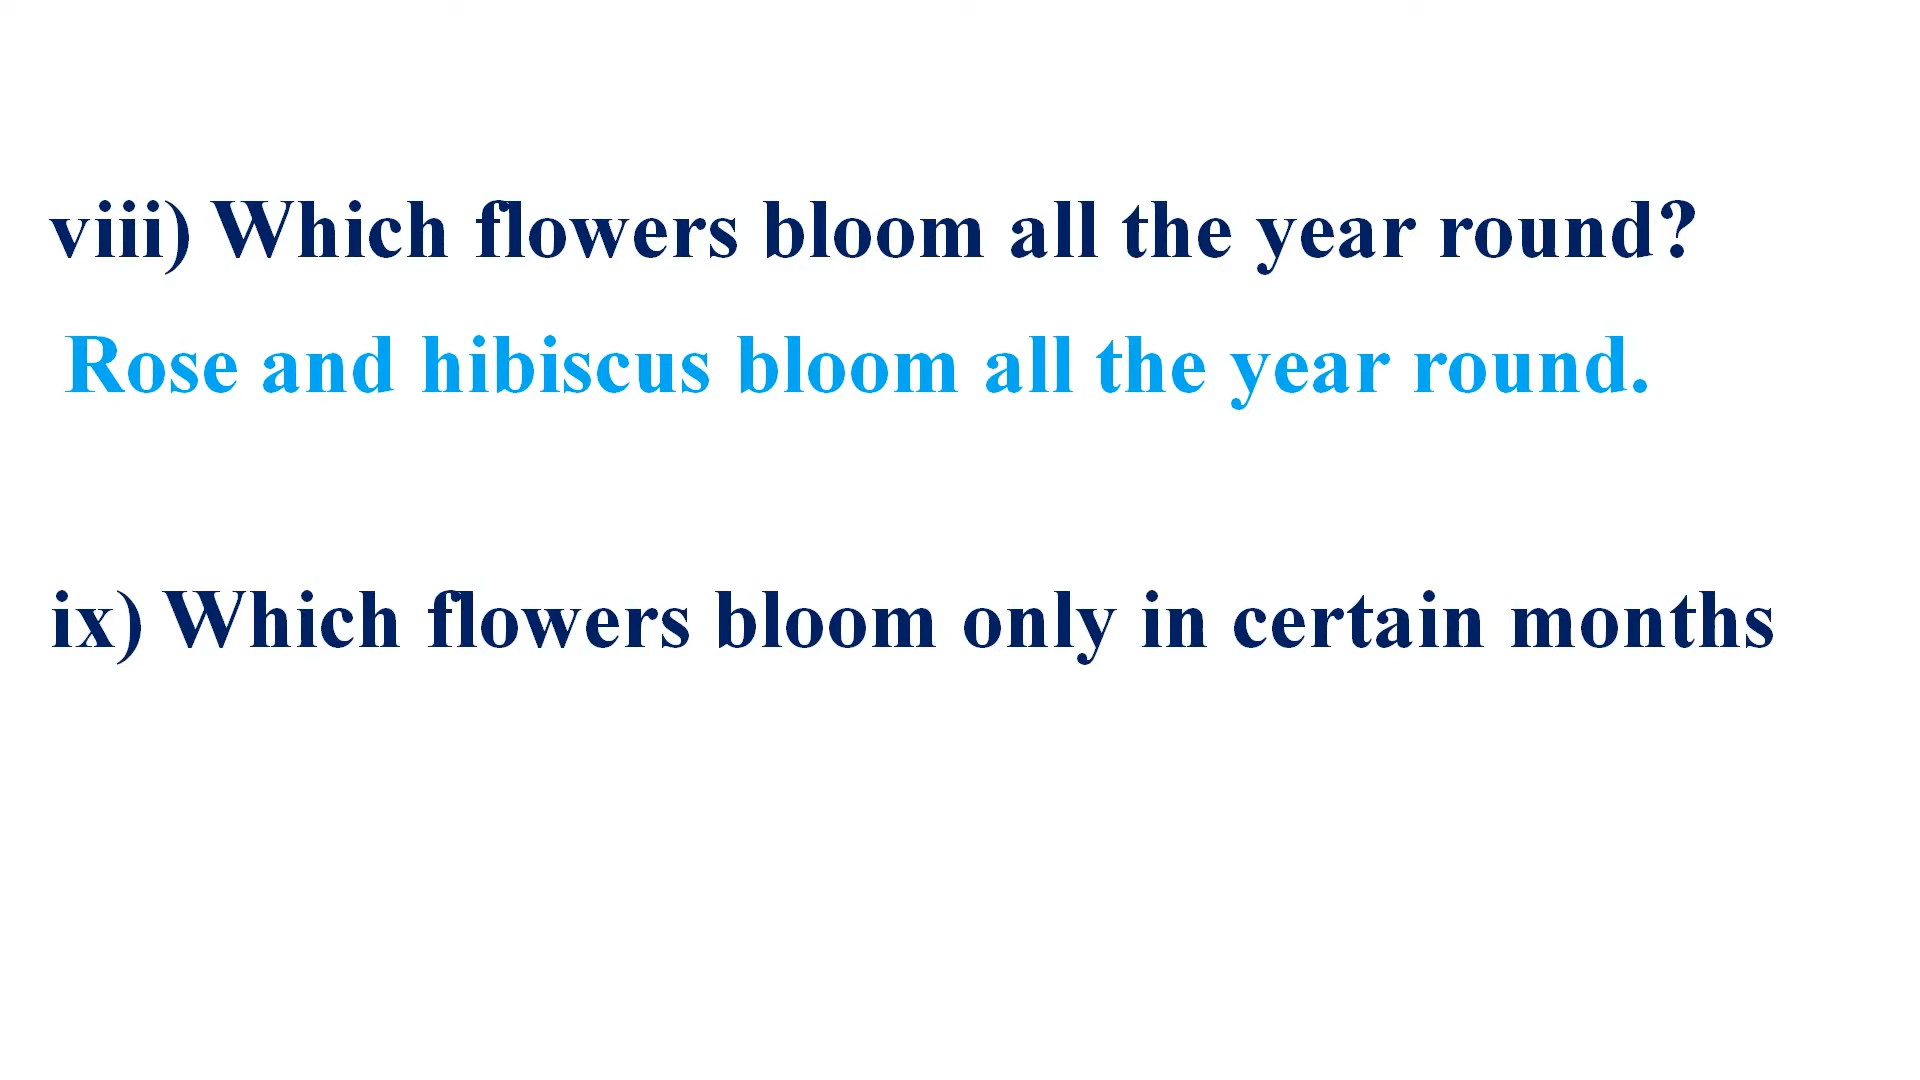 viii) Which flowers bloom all the year round?
Rose and hibiscus bloom all the year round.
ix) Which flowers bloom only in certain months